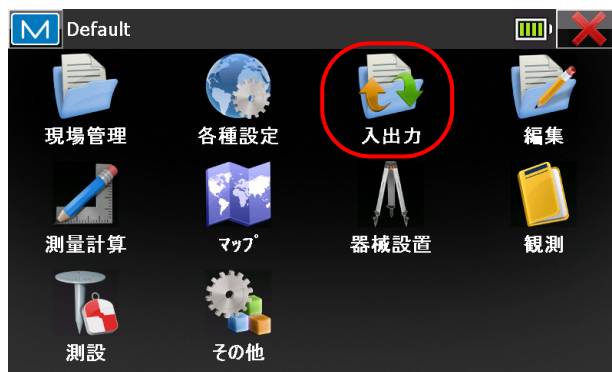 M Default
現場管理 各種設定 入出力 編集
測量計算 ﾏｯﾌﾟ 器械設置 観測
測設 その他